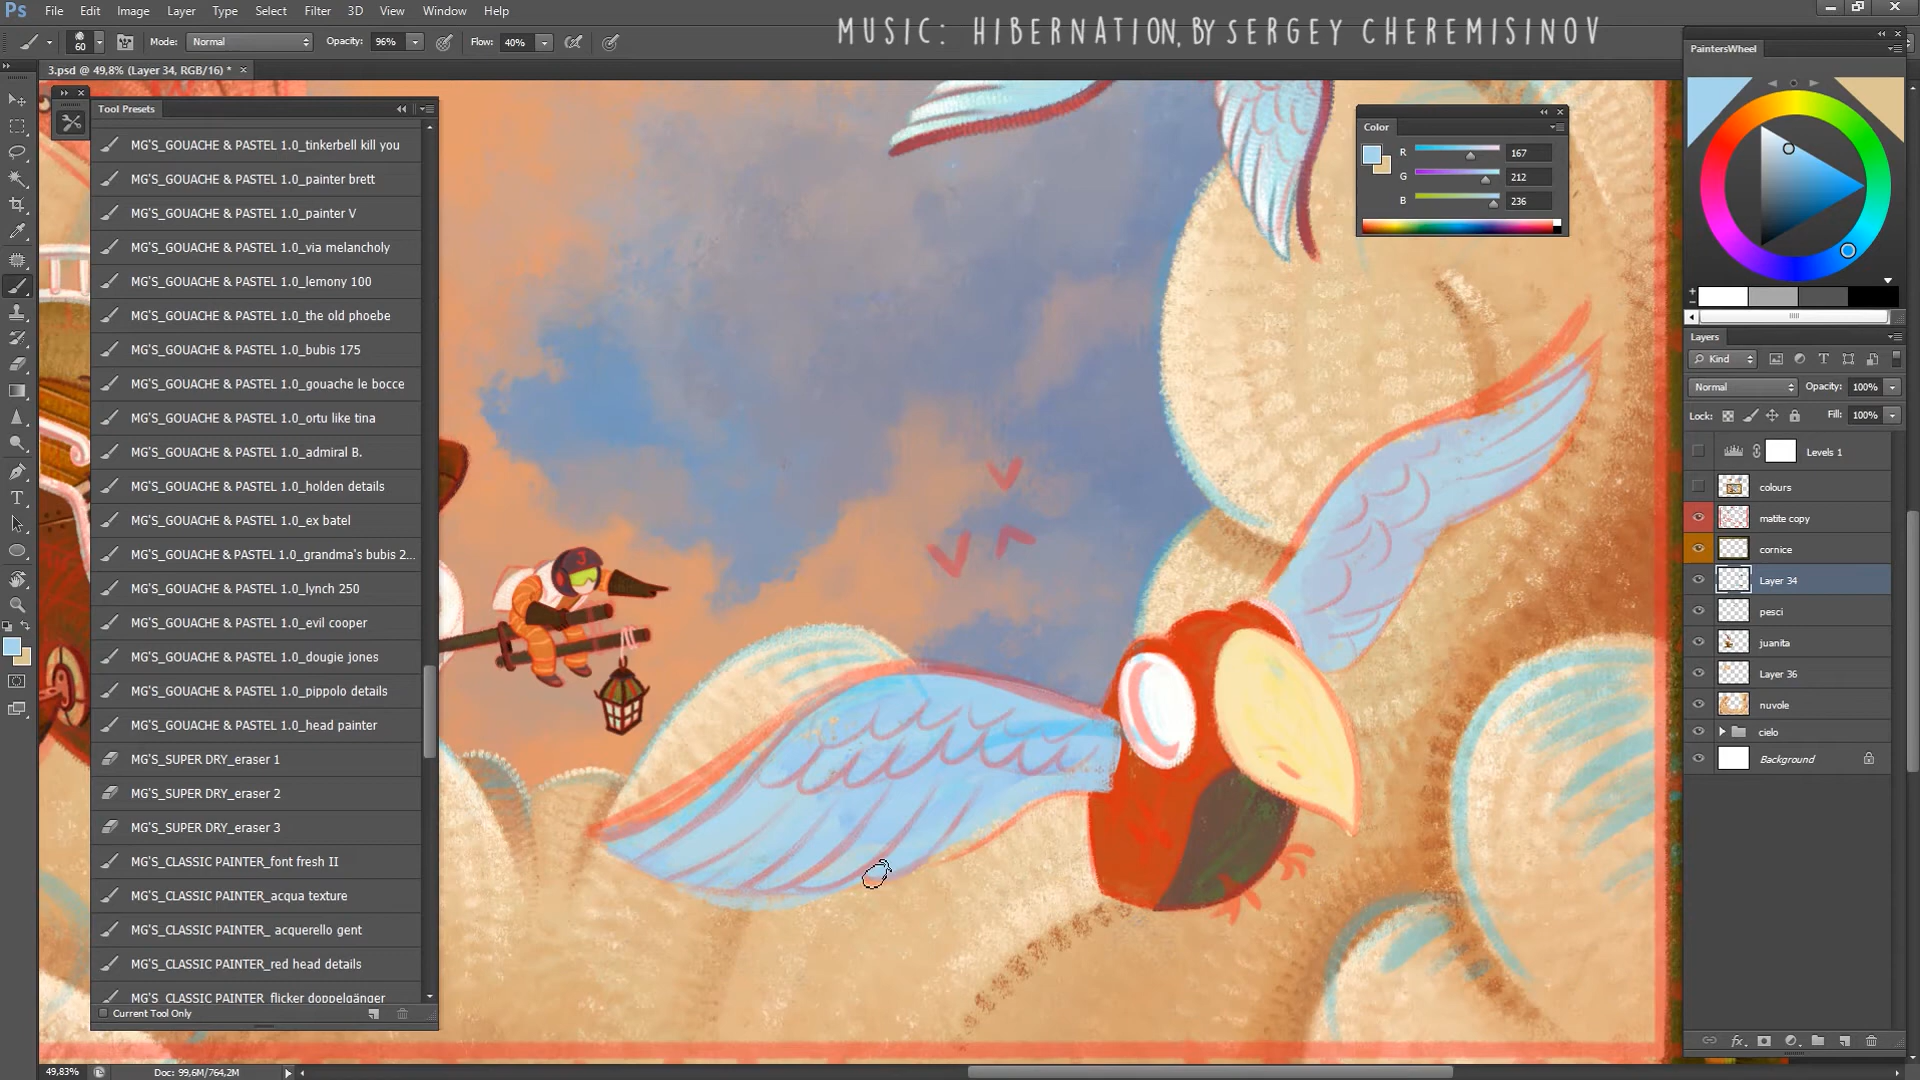 Ps File Edit Image Layer Type Select Filter 3D View Window Help
MUSIC: HIBERNATION, BY SERGEY CHEREMISINOV
60 Mode: Normal Opacity: 96% Flow: 40%
3.psd @ 49,8% (Layer 34, RGB/16) *
Tool Presets
MG'S_GOUACHE & PASTEL 1.0_tinkerbell kill you
MG'S_GOUACHE & PASTEL 1.0_painter brett
MG'S_GOUACHE & PASTEL 1.0_painter V
MG'S_GOUACHE & PASTEL 1.0_via melancholy
MG'S_GOUACHE & PASTEL 1.0_lemony 100
MG'S_GOUACHE & PASTEL 1.0_the old phoebe
MG'S_GOUACHE & PASTEL 1.0_bubis 175
MG'S_GOUACHE & PASTEL 1.0_gouache le bocce
MG'S_GOUACHE & PASTEL 1.0_ortu like tina
MG'S_GOUACHE & PASTEL 1.0_admiral B.
MG'S_GOUACHE & PASTEL 1.0_holden details
MG'S_GOUACHE & PASTEL 1.0_ex batel
MG'S_GOUACHE & PASTEL 1.0_grandma's bubis 2...
MG'S_GOUACHE & PASTEL 1.0_lynch 250
MG'S_GOUACHE & PASTEL 1.0_evil cooper
MG'S_GOUACHE & PASTEL 1.0_dougie jones
MG'S_GOUACHE & PASTEL 1.0_pippolo details
MG'S_GOUACHE & PASTEL 1.0_head painter
MG'S_SUPER DRY_eraser 1
MG'S_SUPER DRY_eraser 2
MG'S_SUPER DRY_eraser 3
MG'S_CLASSIC PAINTER_font fresh II
MG'S_CLASSIC PAINTER_acqua texture
MG'S_CLASSIC PAINTER_ acquerello gent
MG'S_CLASSIC PAINTER_red head details
MG'S_CLASSIC PAINTER_flicker doppelgänger
Current Tool Only
J
Color
R 167
G 212
B 236
PaintersWheel
Layers
Kind
Normal Opacity: 100%
Lock: Fill: 100%
Levels 1
colours
matite copy
cornice
Layer 34
pesci
juanita
Layer 36
nuvole
cielo
Background
fx
49,83% Doc: 99,6M/764,2M